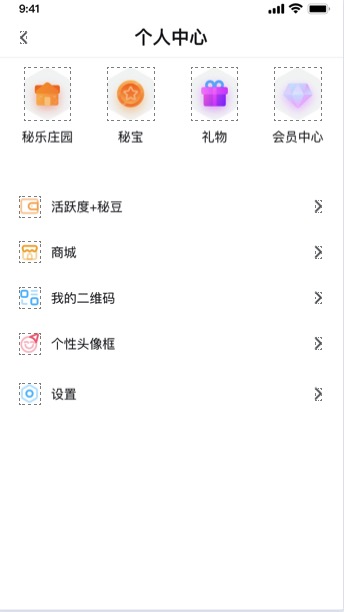 9:41
个人中心
秘乐庄园 秘宝 礼物 会员中心
活跃度+秘豆
商城
我的二维码
个性头像框
设置